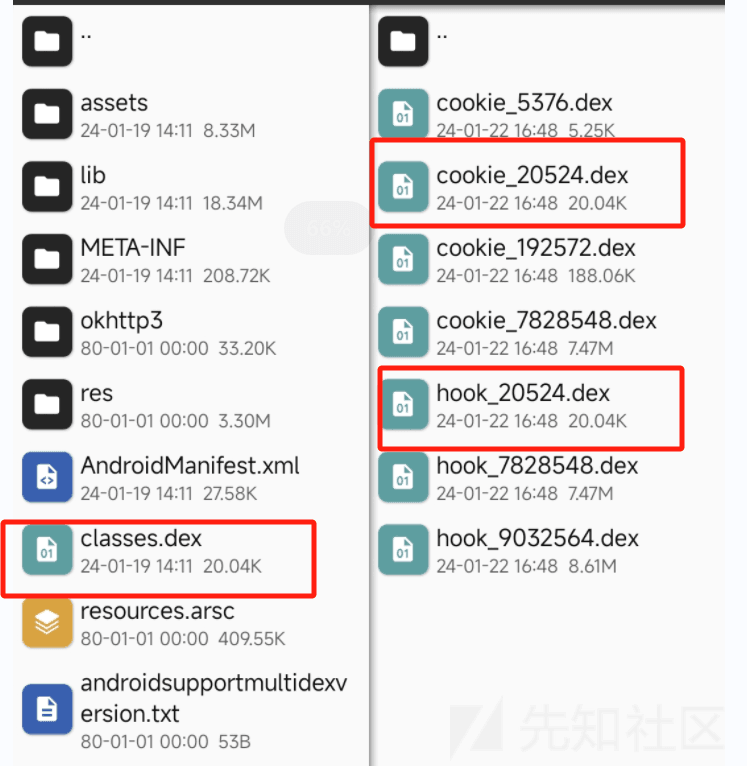 ..
assets
24-01-19 14:11 8.33M
lib
24-01-19 14:11 18.34M
META-INF
24-01-19 14:11 208.72K
okhttp3
80-01-01 00:00 33.20K
res
80-01-01 00:00 3.30M
AndroidManifest.xml
24-01-19 14:11 27.58K
classes.dex
24-01-19 14:11 20.04K
resources.arsc
80-01-01 00:00 409.55K
androidsupportmultidexv
ersion.txt
80-01-01 00:00 53B
..
cookie_5376.dex
24-01-22 16:48 5.25K
cookie_20524.dex
24-01-22 16:48 20.04K
cookie_192572.dex
24-01-22 16:48 188.06K
cookie_7828548.dex
24-01-22 16:48 7.47M
hook_20524.dex
24-01-22 16:48 20.04K
hook_7828548.dex
24-01-22 16:48 7.47M
hook_9032564.dex
24-01-22 16:48 8.61M
先知社区